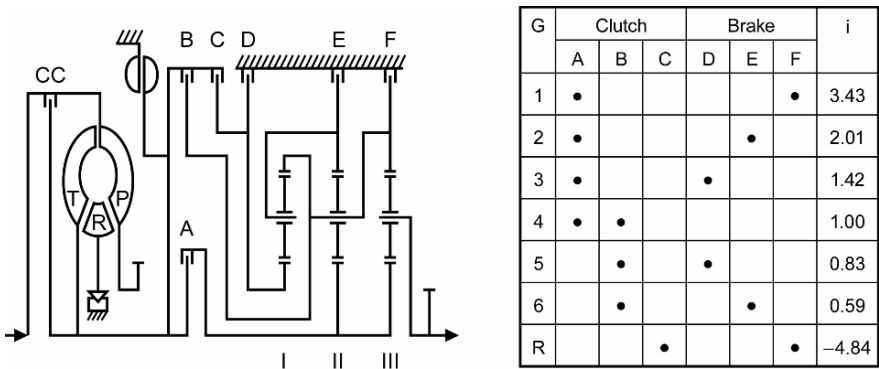 B C D E F
CC
T P
R
A
I II III
G Clutch Brake i
A B C D E F
1 • • 3.43
2 • • 2.01
3 • • 1.42
4 • • 1.00
5 • • 0.83
6 • • 0.59
R • • −4.84